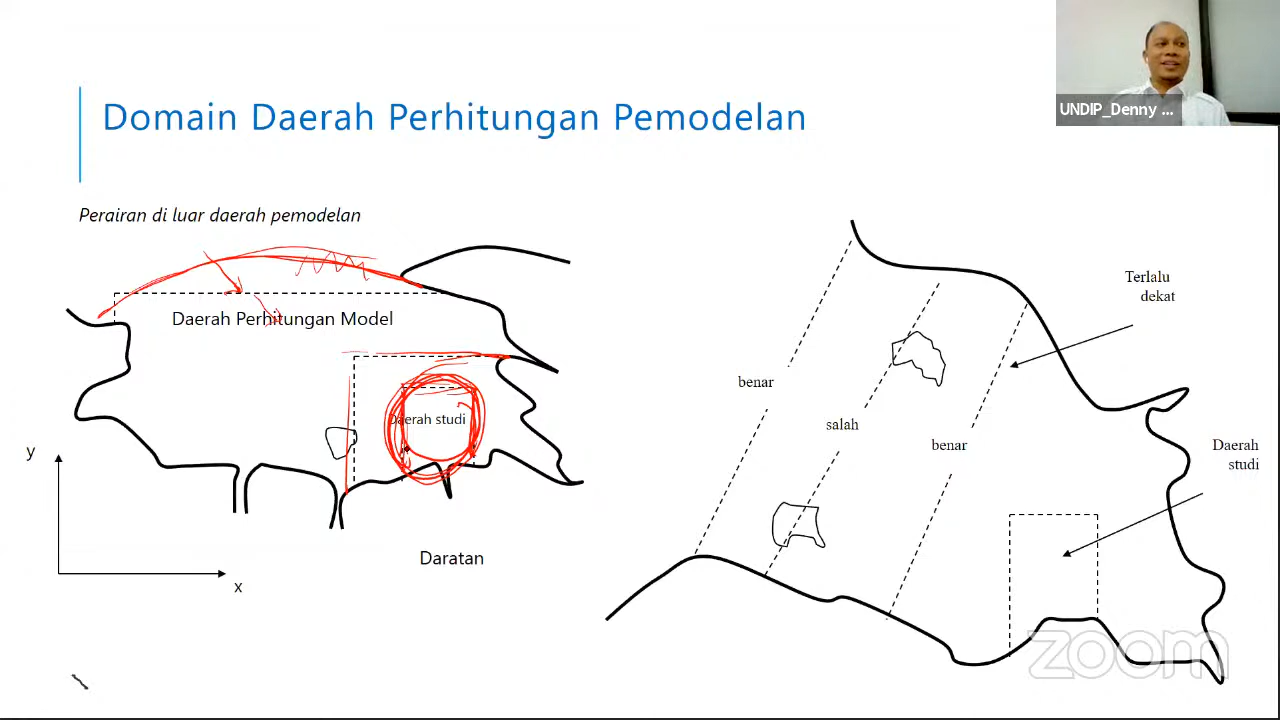 UNDIP_Denny ...
Domain Daerah Perhitungan Pemodelan
Perairan di luar daerah pemodelan
Daerah Perhitungan Model
Daerah studi
y
x
Daratan
Terlalu
dekat
benar
salah
benar
Daerah
studi
zoom